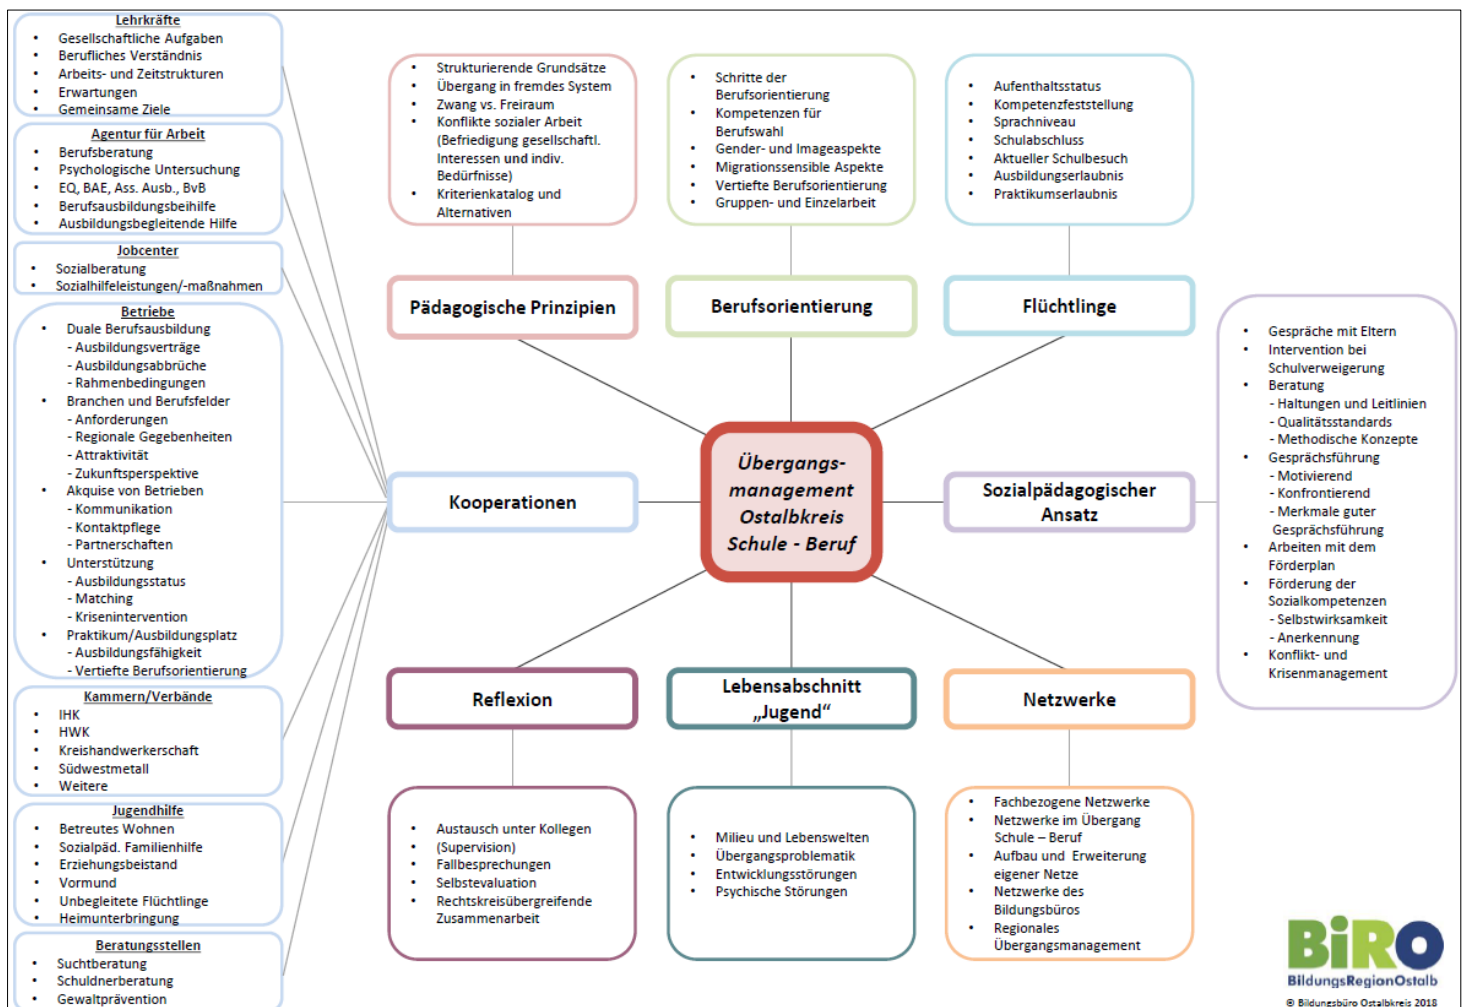 Lehrkräfte
• Gesellschaftliche Aufgaben
• Berufliches Verständnis
• Arbeits- und Zeitstrukturen
• Erwartungen
• Gemeinsame Ziele
Agentur für Arbeit
• Berufsberatung
• Psychologische Untersuchung
• EQ, BAE, Ass. Ausb., BvB
• Berufsausbildungsbeihilfe
• Ausbildungsbegleitende Hilfe
Jobcenter
• Sozialberatung
• Sozialhilfeleistungen/-maßnahmen
Betriebe
• Duale Berufsausbildung
- Ausbildungsverträge
- Ausbildungsabbrüche
- Rahmenbedingungen
• Branchen und Berufsfelder
- Anforderungen
- Regionale Gegebenheiten
- Attraktivität
- Zukunftsperspektive
• Akquise von Betrieben
- Kommunikation
- Kontaktpflege
- Partnerschaften
• Unterstützung
- Ausbildungsstatus
- Matching
- Krisenintervention
• Praktikum/Ausbildungsplatz
- Ausbildungsfähigkeit
- Vertiefte Berufsorientierung
Kammern/Verbände
• IHK
• HWK
• Kreishandwerkerschaft
• Südwestmetall
• Weitere
Jugendhilfe
• Betreutes Wohnen
• Sozialpäd. Familienhilfe
• Erziehungsbeistand
• Vormund
• Unbegleitete Flüchtlinge
• Heimunterbringung
Beratungsstellen
• Suchtberatung
• Schuldnerberatung
• Gewaltprävention
• Strukturierende Grundsätze
• Übergang in fremdes System
• Zwang vs. Freiraum
• Konflikte sozialer Arbeit
(Befriedigung gesellschaftl.
Interessen und indiv.
Bedürfnisse)
• Kriterienkatalog und
Alternativen
Pädagogische Prinzipien
• Schritte der
Berufsorientierung
• Kompetenzen für
Berufswahl
• Gender- und Imageaspekte
• Migrationssensible Aspekte
• Vertiefte Berufsorientierung
• Gruppen- und Einzelarbeit
Berufsorientierung
• Aufenthaltsstatus
• Kompetenzfeststellung
• Sprachniveau
• Schulabschluss
• Aktueller Schulbesuch
• Ausbildungserlaubnis
• Praktikumserlaubnis
Flüchtlinge
Kooperationen
Übergangs-
management
Ostalbkreis
Schule - Beruf
Sozialpädagogischer
Ansatz
• Gespräche mit Eltern
• Intervention bei
Schulverweigerung
• Beratung
- Haltungen und Leitlinien
- Qualitätsstandards
- Methodische Konzepte
• Gesprächsführung
- Motivierend
- Konfrontierend
- Merkmale guter
Gesprächsführung
• Arbeiten mit dem
Förderplan
• Förderung der
Sozialkompetenzen
- Selbstwirksamkeit
- Anerkennung
• Konflikt- und
Krisenmanagement
Reflexion
• Austausch unter Kollegen
• (Supervision)
• Fallbesprechungen
• Selbstevaluation
• Rechtskreisübergreifende
Zusammenarbeit
Lebensabschnitt
„Jugend“
• Milieu und Lebenswelten
• Übergangsproblematik
• Entwicklungsstörungen
• Psychische Störungen
Netzwerke
• Fachbezogene Netzwerke
• Netzwerke im Übergang
Schule – Beruf
• Aufbau und Erweiterung
eigener Netze
• Netzwerke des
Bildungsbüros
• Regionales
Übergangsmanagement
BiRO
BildungsRegionOstalb
© Bildungsbüro Ostalbkreis 2018